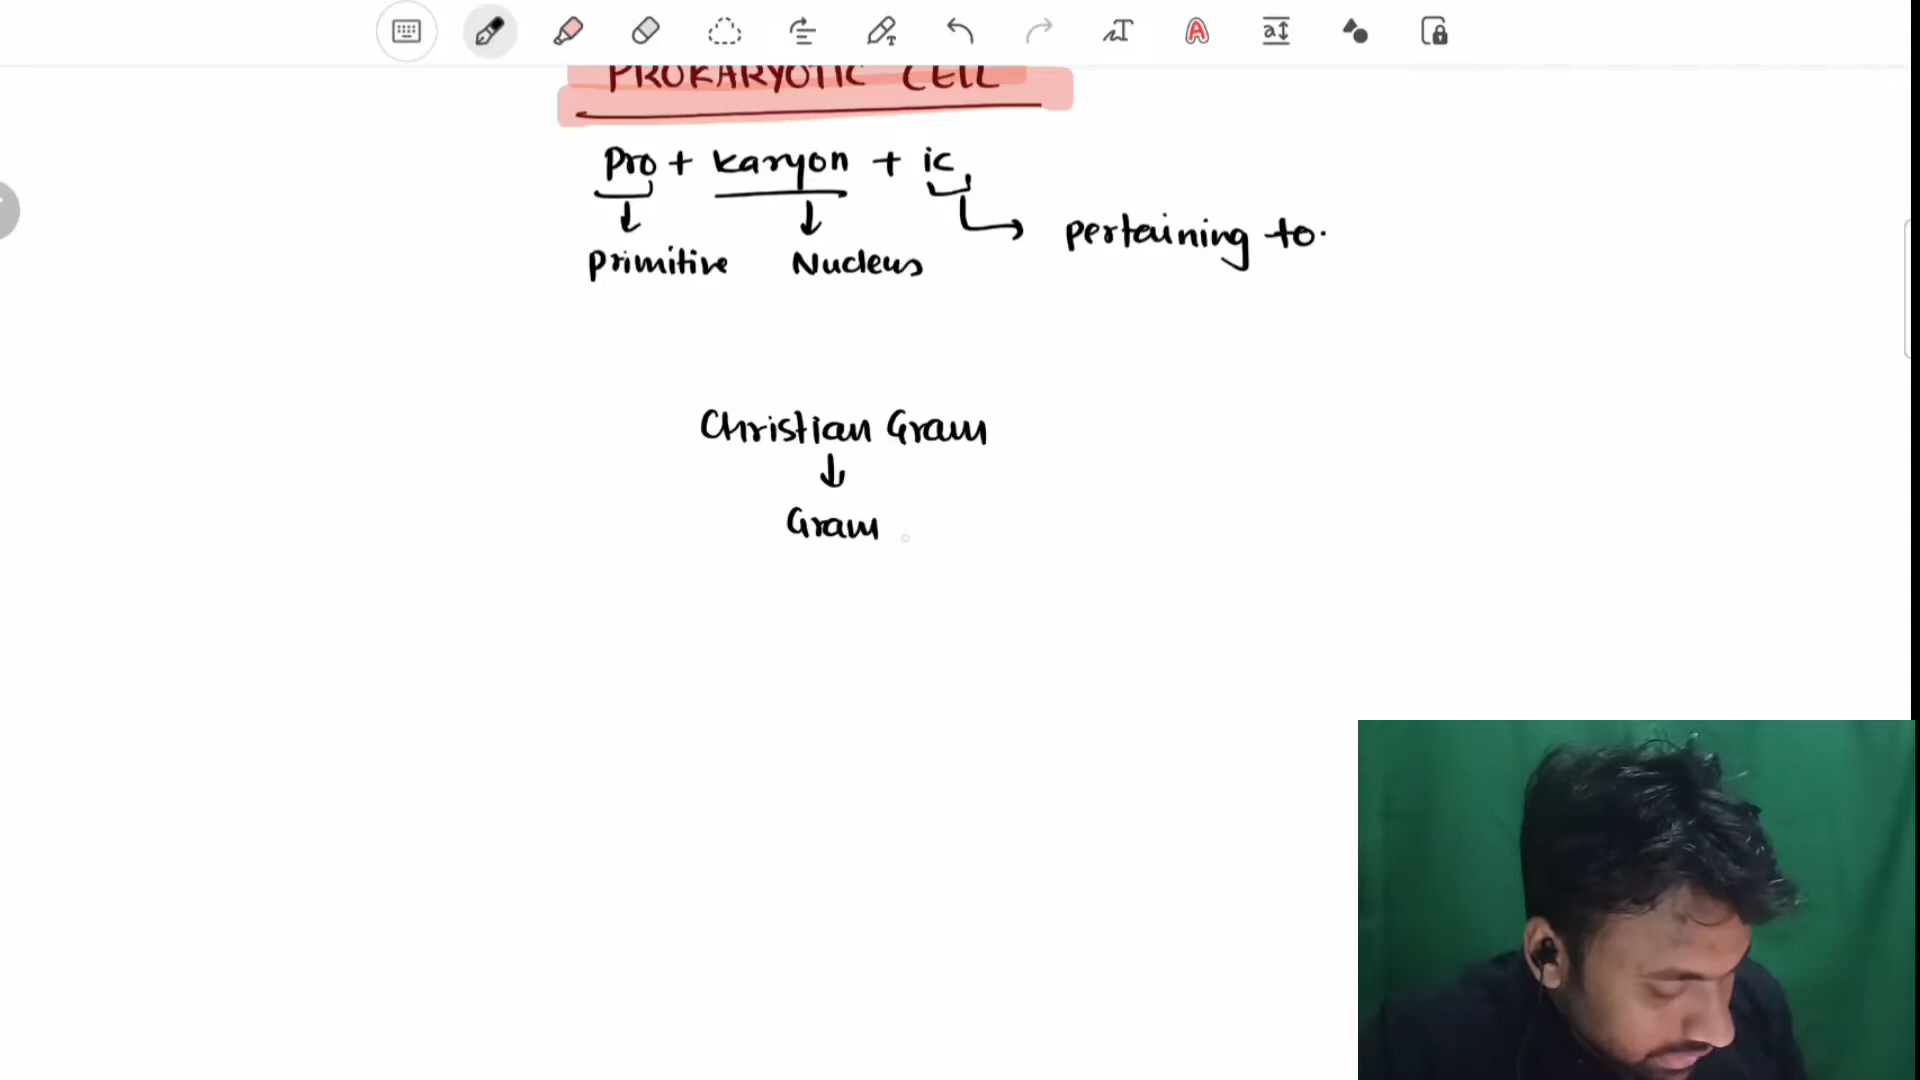 PROKARYOTIC CELL
Pro + karyon + ic
pertaining to.
Primitive Nucleus
Christian Gram
Gram